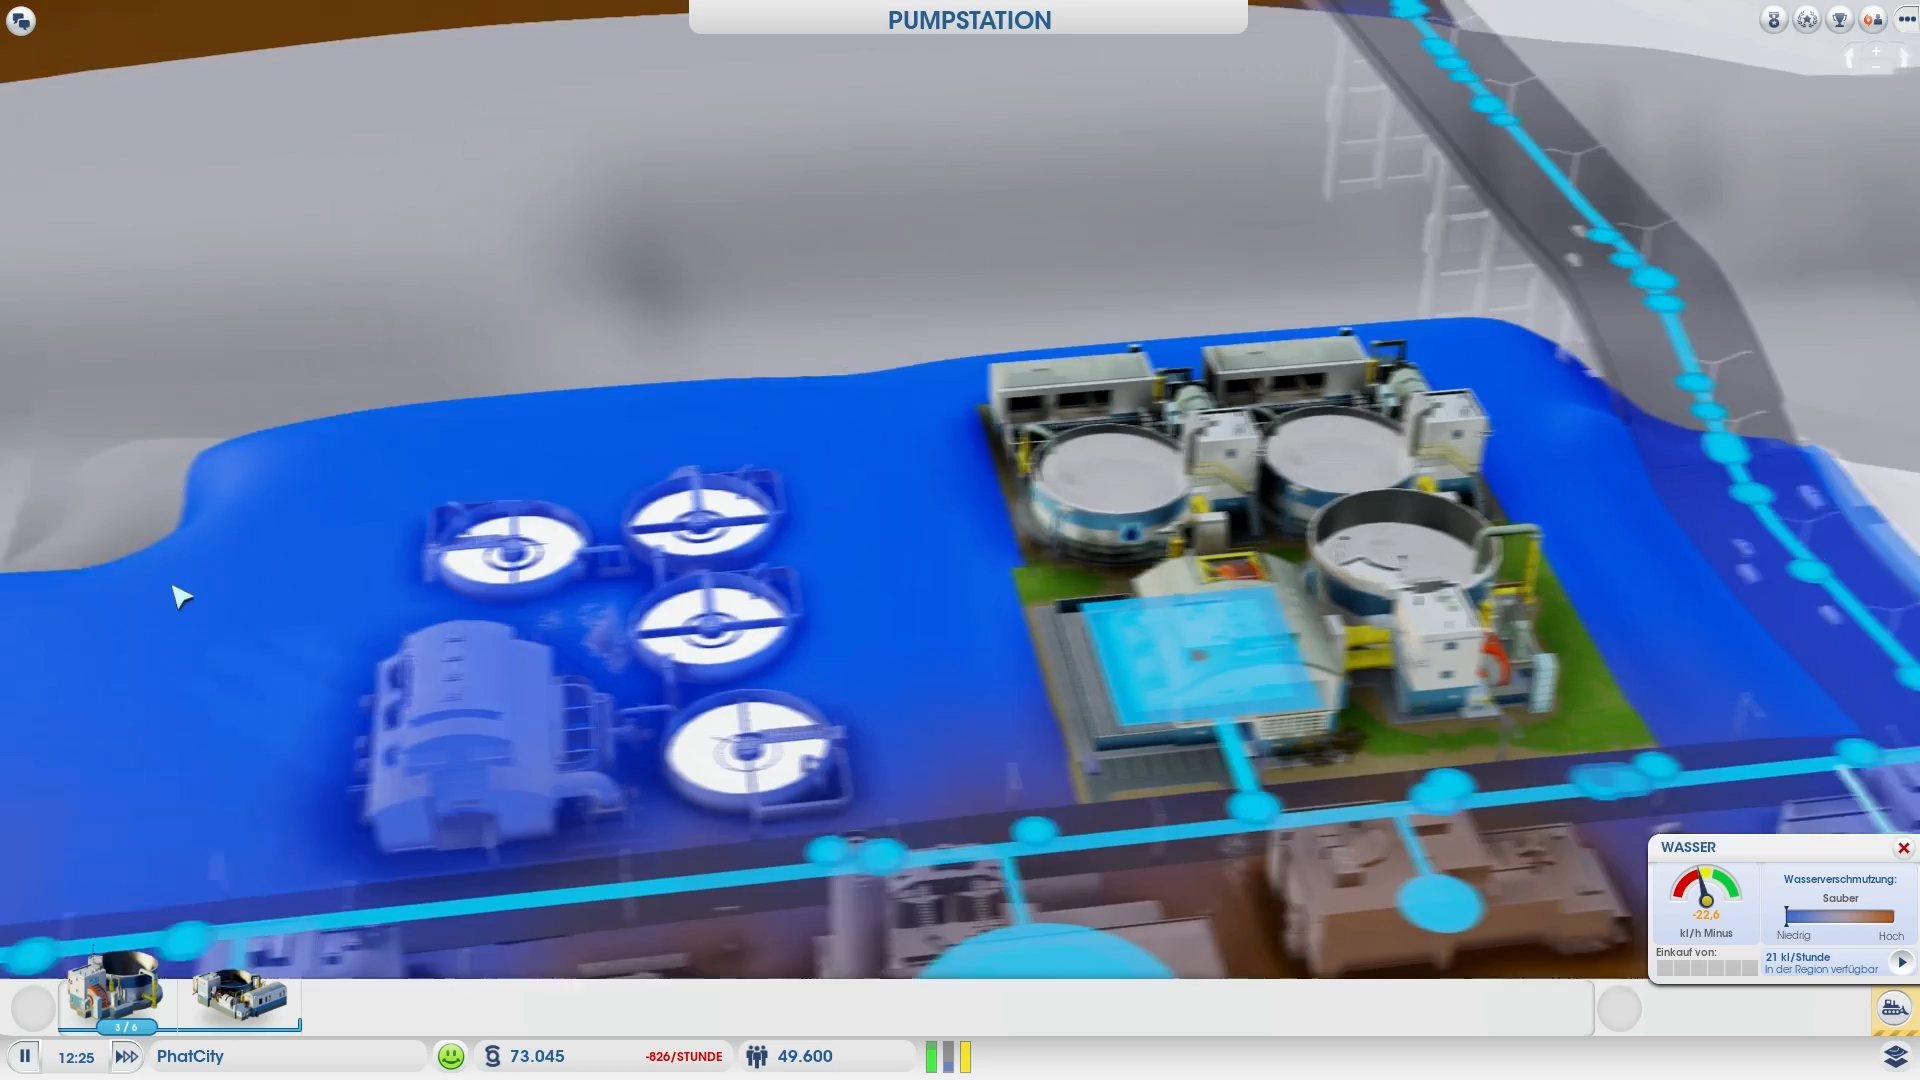 PUMPSTATION
WASSER
Wasserverschmutzung:
Sauber
-22,6
kl/h Minus
Niedrig
Hoch
Einkauf von:
21 kl/Stunde
In der Region verfügbar
3 / 6
12:25
PhatCity
73.045
-826/STUNDE
49.600